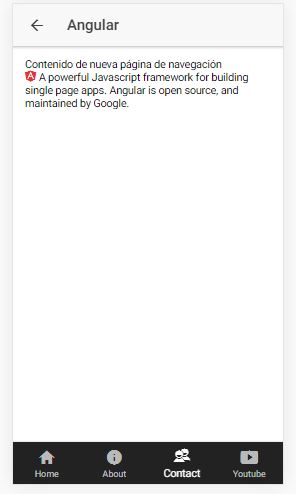 Angular
Contenido de nueva página de navegación
A powerful Javascript framework for building
single page apps. Angular is open source, and
maintained by Google.
Home About Contact Youtube